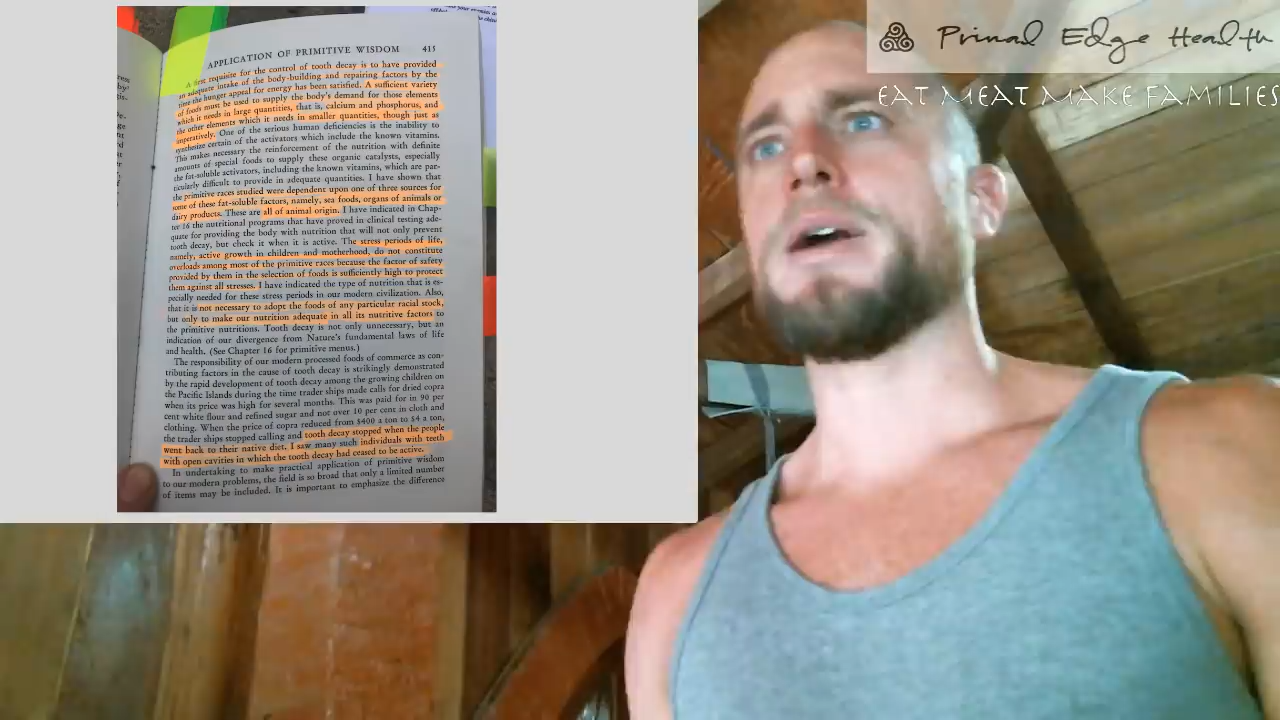 APPLICATION OF PRIMITIVE WISDOM 415
A first requisite for the control of tooth decay is to have provided
an adequate intake of the body-building and repairing factors by the
time the hunger appeal for energy has been satisfied. A sufficient variety
of foods must be used to supply the body's demand for those elements
which it needs in large quantities, that is, calcium and phosphorus, and
the other elements which it needs in smaller quantities, though just as
imperatively. One of the serious human deficiencies is the inability to
synthesize certain of the activators which include the known vitamins.
This makes necessary the reinforcement of the nutrition with definite
amounts of special foods to supply these organic catalysts, especially
the fat-soluble activators, including the known vitamins, which are par-
ticularly difficult to provide in adequate quantities. I have shown that
the primitive races studied were dependent upon one of three sources for
some of these fat-soluble factors, namely, sea foods, organs of animals or
dairy products. These are all of animal origin. I have indicated in Chap-
ter 16 the nutritional programs that have proved in clinical testing ade-
quate for providing the body with nutrition that will not only prevent
tooth decay, but check it when it is active. The stress periods of life,
namely, active growth in children and motherhood, do not constitute
overloads among most of the primitive races because the factor of safety
provided by them in the selection of foods is sufficiently high to protect
them against all stresses. I have indicated the type of nutrition that is es-
pecially needed for these stress periods in our modern civilization. Also,
that it is not necessary to adopt the foods of any particular racial stock,
but only to make our nutrition adequate in all its nutritive factors to
the primitive nutritions. Tooth decay is not only unnecessary, but an
indication of our divergence from Nature's fundamental laws of life
and health. (See Chapter 16 for primitive menus.)
The responsibility of our modern processed foods of commerce as con-
tributing factors in the cause of tooth decay is strikingly demonstrated
by the rapid development of tooth decay among the growing children on
the Pacific Islands during the time trader ships made calls for dried copra
when its price was high for several months. This was paid for in 90 per
cent white flour and refined sugar and not over 10 per cent in cloth and
clothing. When the price of copra reduced from $400 a ton to $4 a ton,
the trader ships stopped calling and tooth decay stopped when the people
went back to their native diet. I saw many such individuals with teeth
with open cavities in which the tooth decay had ceased to be active.
In undertaking to make practical application of primitive wisdom
to our modern problems, the field is so broad that only a limited number
of items may be included. It is important to emphasize the difference
Primal Edge Health
EAT MEAT MAKE FAMILIES